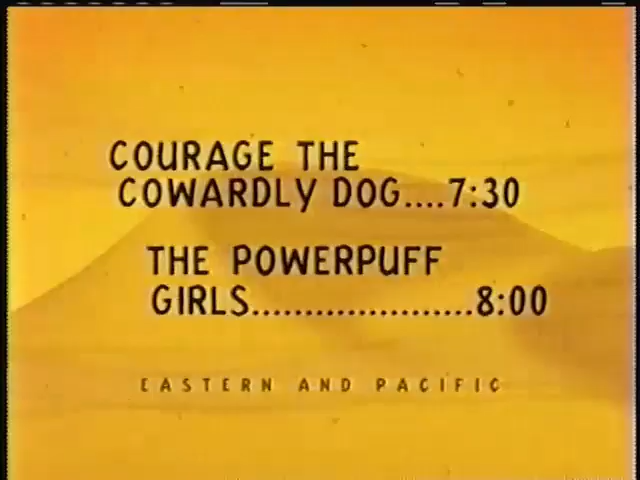 COURAGE THE
COWARDLY DOG....7:30
THE POWERPUFF
GIRLS.....................8:00
EASTERN AND PACIFIC